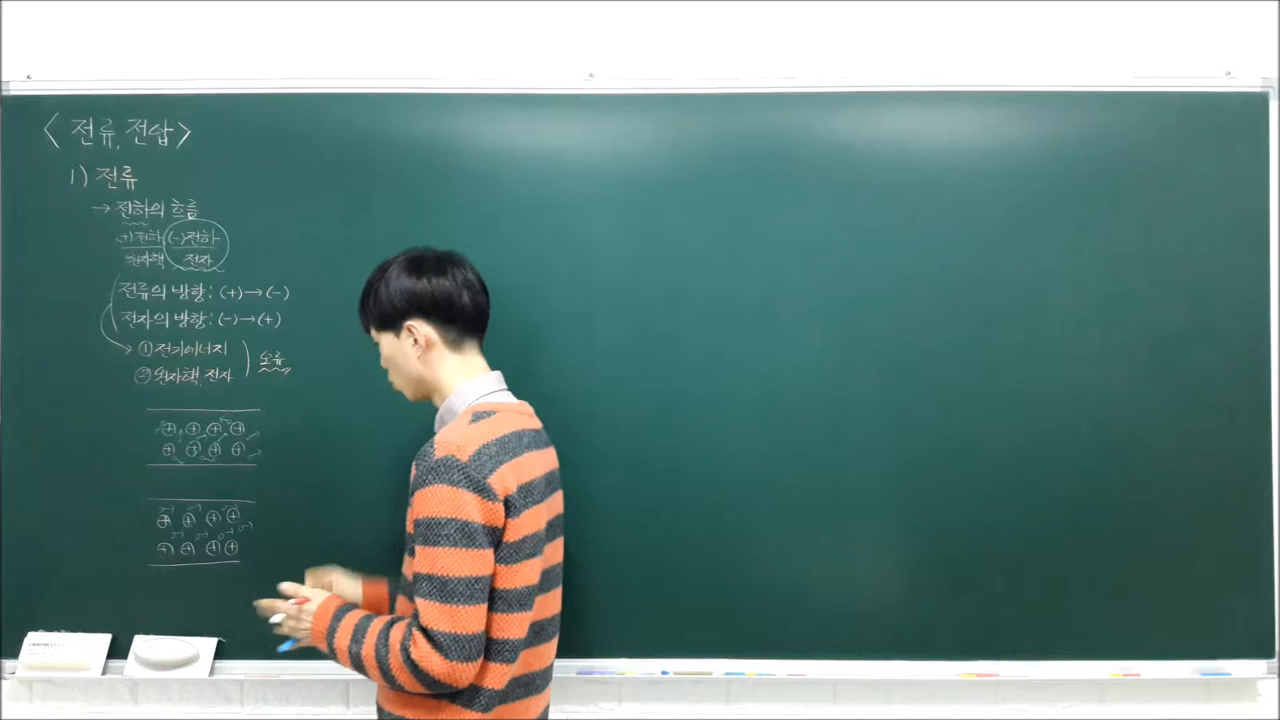 <전류, 전압>
1) 전류
→ 전하의 흐름
(+)전하 (-)전하
원자핵 전자
전류의 방향: (+)→(-)
전자의 방향: (-)→(+)
→ ① 전기에너지
② 원자핵, 전자
오류
+ + + +
+ + + +
+ + + +
+ + + +